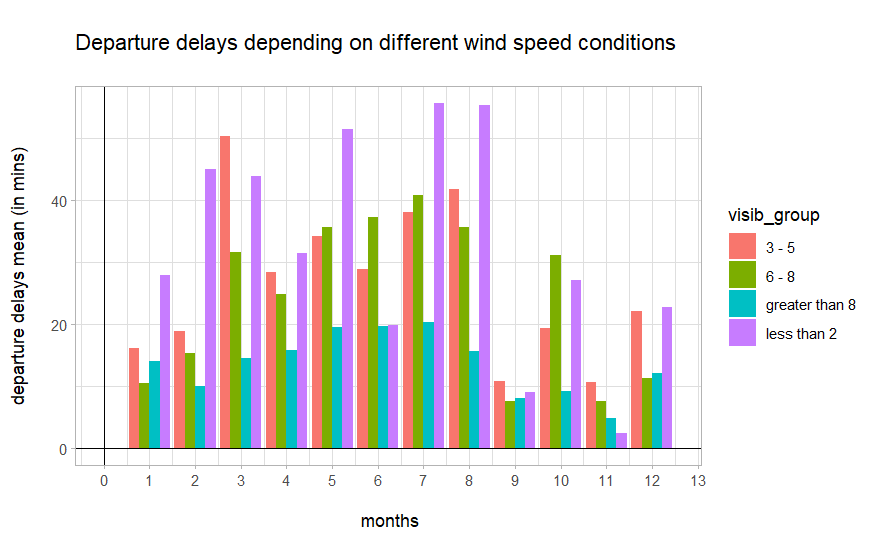 Departure delays depending on different wind speed conditions
departure delays mean (in mins)
40
20
0
0 1 2 3 4 5 6 7 8 9 10 11 12 13
months
visib_group
3 - 5
6 - 8
greater than 8
less than 2